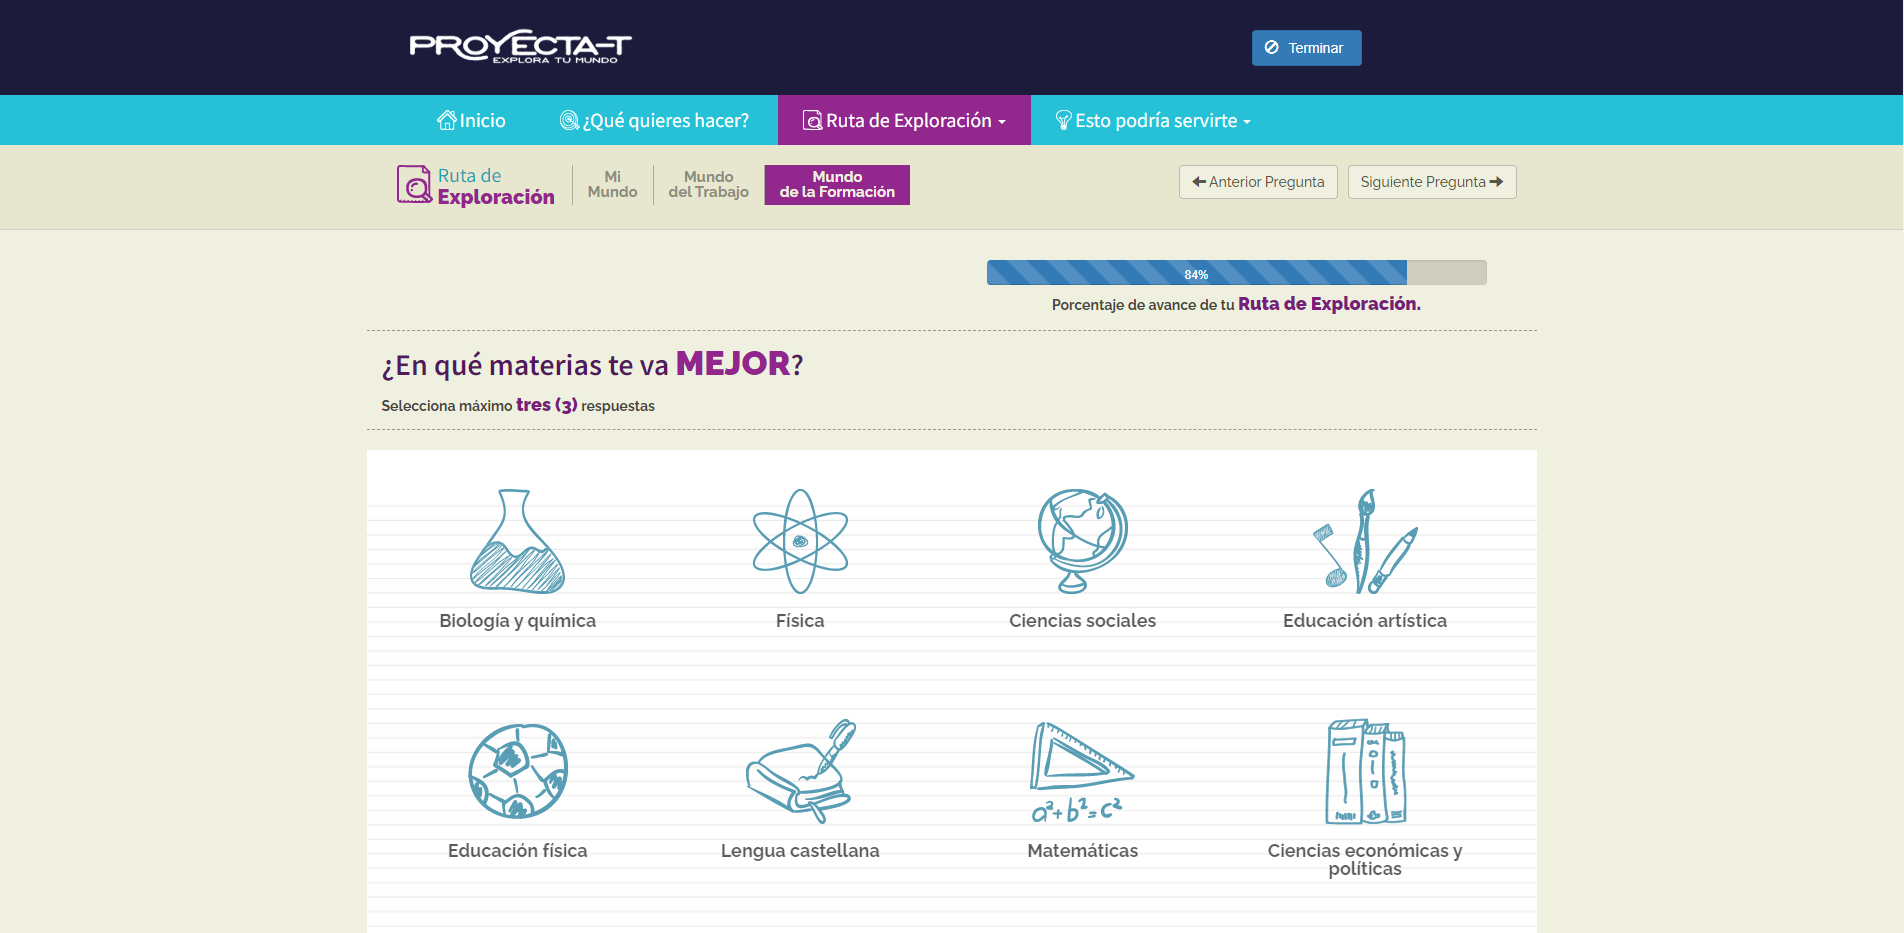 PROYECTA-T
EXPLORA TU MUNDO
Terminar
Inicio
¿Qué quieres hacer?
Ruta de Exploración
Esto podría servirte
Ruta de
Exploración
Mi
Mundo
Mundo
del Trabajo
Mundo
de la Formación
Anterior Pregunta
Siguiente Pregunta
84%
Porcentaje de avance de tu Ruta de Exploración.
¿En qué materias te va MEJOR?
Selecciona máximo tres (3) respuestas
Biología y química
Física
Ciencias sociales
Educación artística
a²+b²=c²
Educación física
Lengua castellana
Matemáticas
Ciencias económicas y
políticas